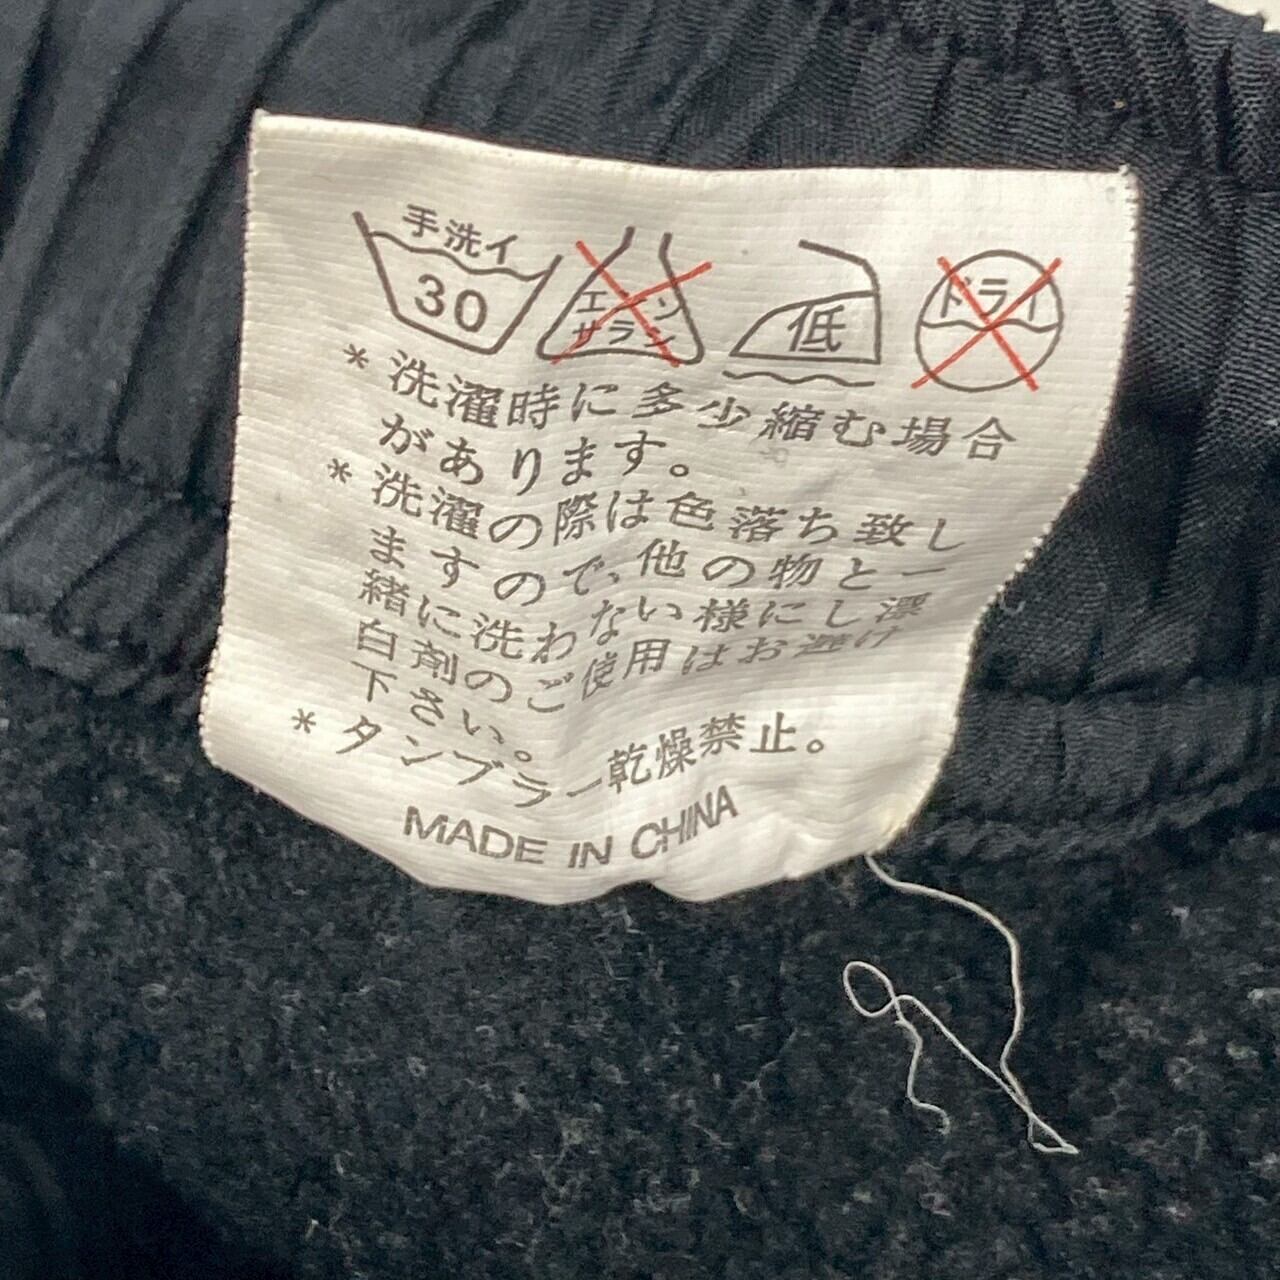 手洗イ
30
エンソ
サラシ
低
ドライ
* 洗濯時に多少縮む場合
があります。
* 洗濯の際は色落ち致し
ますので、他の物と一
緒に洗わない様にし漂
白剤のご使用はお避け
下さい。
* タンブラー乾燥禁止。
MADE IN CHINA